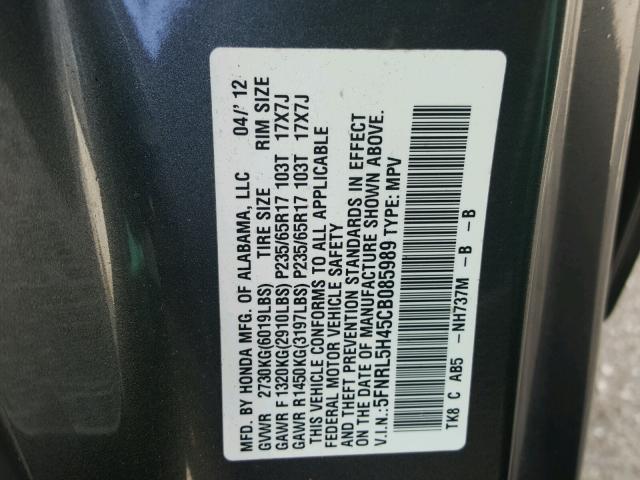 MFD. BY HONDA MFG. OF ALABAMA, LLC 04/'12
GVWR 2730KG(6019LBS) TIRE SIZE RIM SIZE
GAWR F 1320KG(2910LBS) P235/65R17 103T 17X7J
GAWR R1450KG(3197LBS) P235/65R17 103T 17X7J
THIS VEHICLE CONFORMS TO ALL APPLICABLE
FEDERAL MOTOR VEHICLE SAFETY
AND THEFT PREVENTION STANDARDS IN EFFECT
ON THE DATE OF MANUFACTURE SHOWN ABOVE.
V.I.N.:5FNRL5H45CB085989 TYPE: MPV
TK8 C AB5 -NH737M -B -B